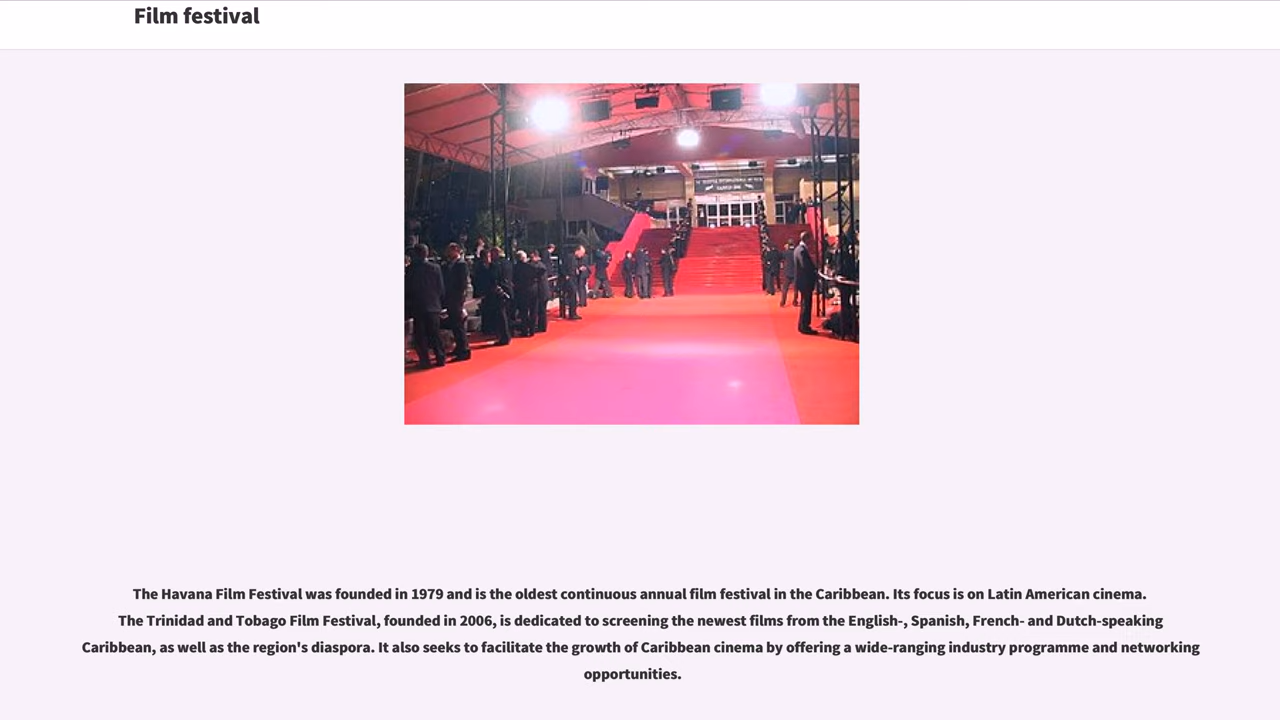 Film festival
The Havana Film Festival was founded in 1979 and is the oldest continuous annual film festival in the Caribbean. Its focus is on Latin American cinema.
The Trinidad and Tobago Film Festival, founded in 2006, is dedicated to screening the newest films from the English-, Spanish, French- and Dutch-speaking
Caribbean, as well as the region's diaspora. It also seeks to facilitate the growth of Caribbean cinema by offering a wide-ranging industry programme and networking
opportunities.